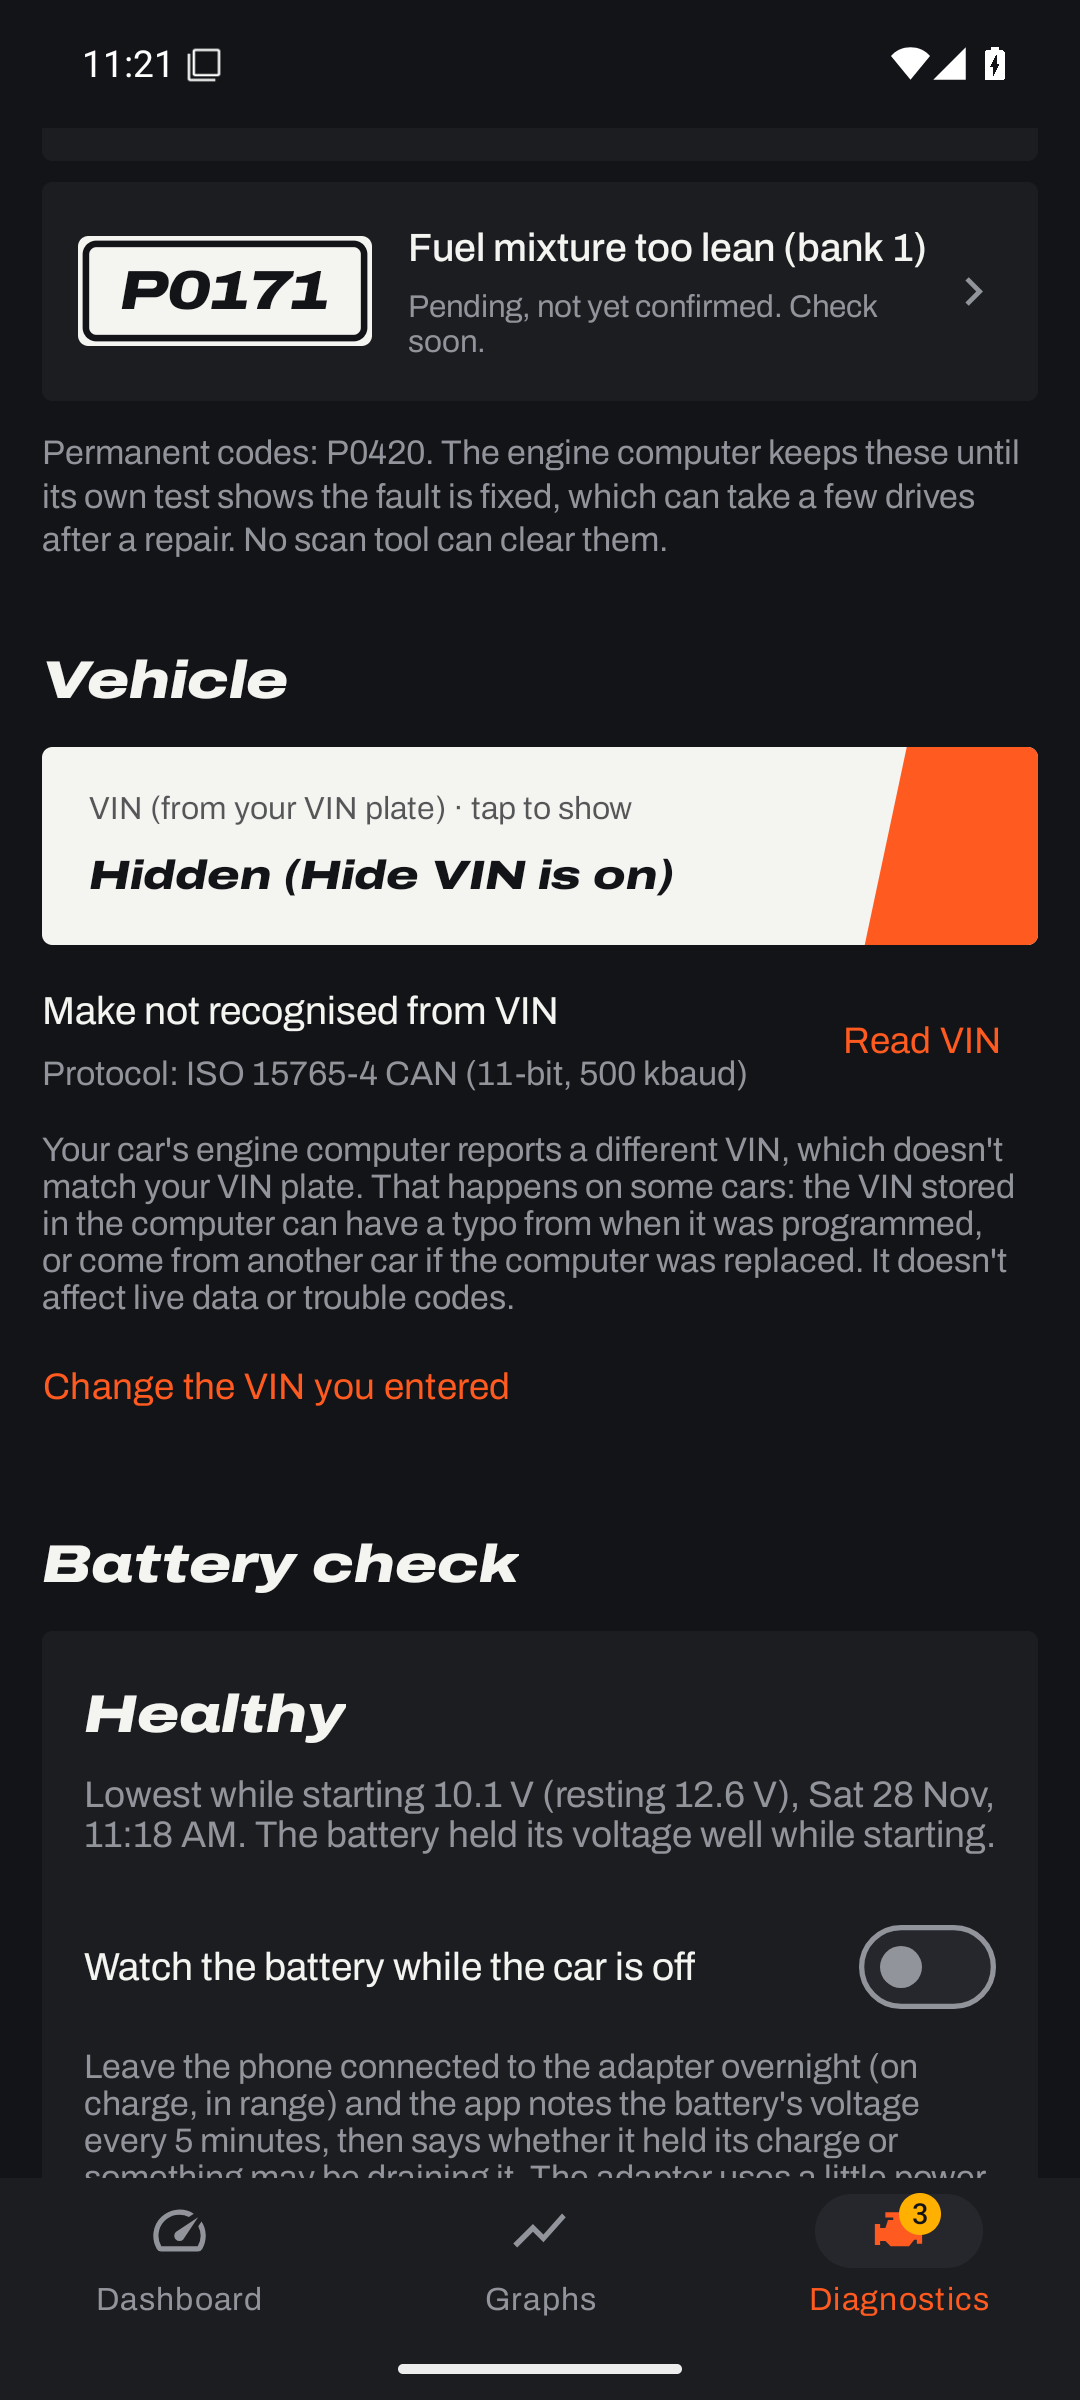 11:21
P0171
Fuel mixture too lean (bank 1)
Pending, not yet confirmed. Check
soon.
Permanent codes: P0420. The engine computer keeps these until
its own test shows the fault is fixed, which can take a few drives
after a repair. No scan tool can clear them.
Vehicle
VIN (from your VIN plate) · tap to show
Hidden (Hide VIN is on)
Make not recognised from VIN
Read VIN
Protocol: ISO 15765-4 CAN (11-bit, 500 kbaud)
Your car's engine computer reports a different VIN, which doesn't
match your VIN plate. That happens on some cars: the VIN stored
in the computer can have a typo from when it was programmed,
or come from another car if the computer was replaced. It doesn't
affect live data or trouble codes.
Change the VIN you entered
Battery check
Healthy
Lowest while starting 10.1 V (resting 12.6 V), Sat 28 Nov,
11:18 AM. The battery held its voltage well while starting.
Watch the battery while the car is off
Leave the phone connected to the adapter overnight (on
charge, in range) and the app notes the battery's voltage
every 5 minutes, then says whether it held its charge or
something may be draining it. The adapter uses a little power
3
Dashboard
Graphs
Diagnostics